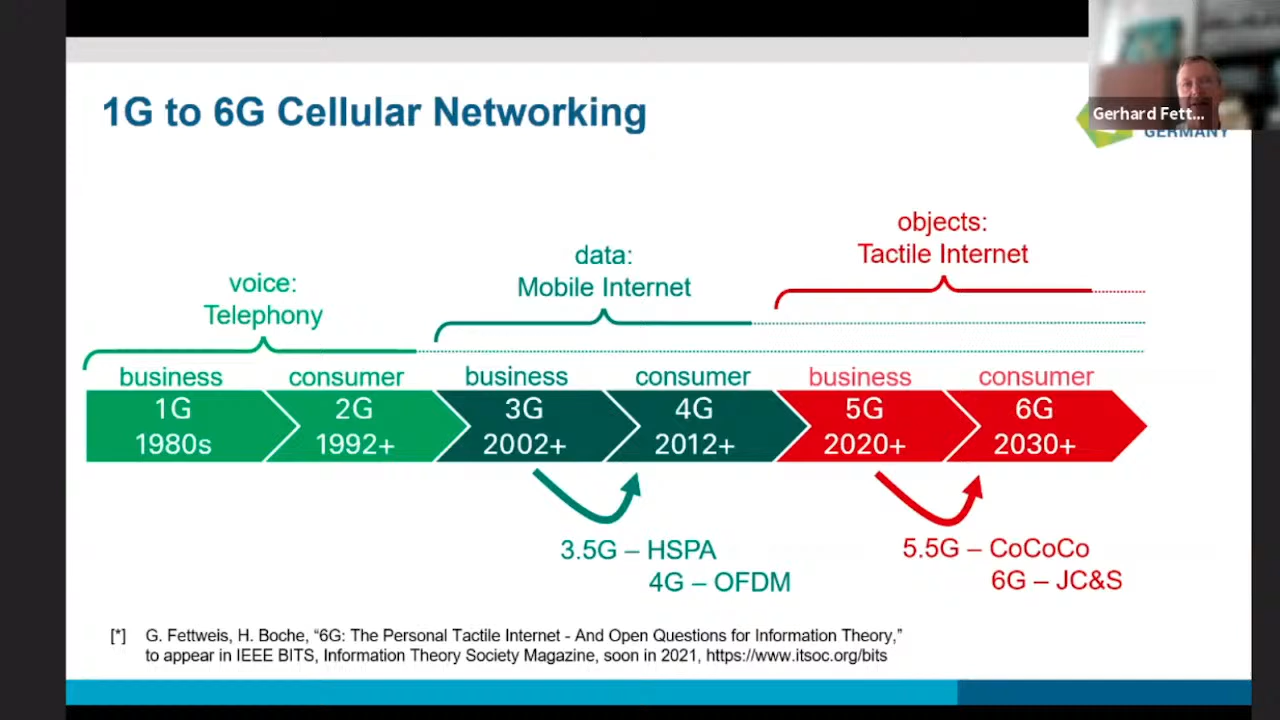 1G to 6G Cellular Networking
Gerhard Fett...
GERMANY
objects:
Tactile Internet
data:
Mobile Internet
voice:
Telephony
business consumer business consumer business consumer
1G 2G 3G 4G 5G 6G
1980s 1992+ 2002+ 2012+ 2020+ 2030+
3.5G – HSPA
4G – OFDM
5.5G – CoCoCo
6G – JC&S
[*] G. Fettweis, H. Boche, “6G: The Personal Tactile Internet - And Open Questions for Information Theory,”
to appear in IEEE BITS, Information Theory Society Magazine, soon in 2021, https://www.itsoc.org/bits